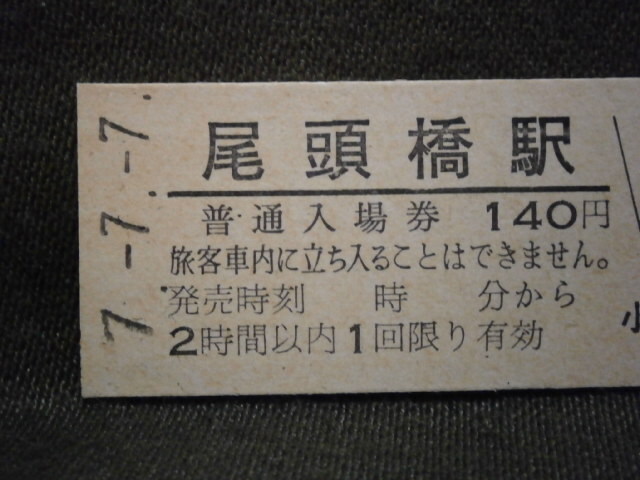 7.-7.-7.
尾頭橋駅
普通入場券 140円
旅客車内に立ち入ることはできません。
発売時刻 時 分から
2時間以内1回限り有効
小